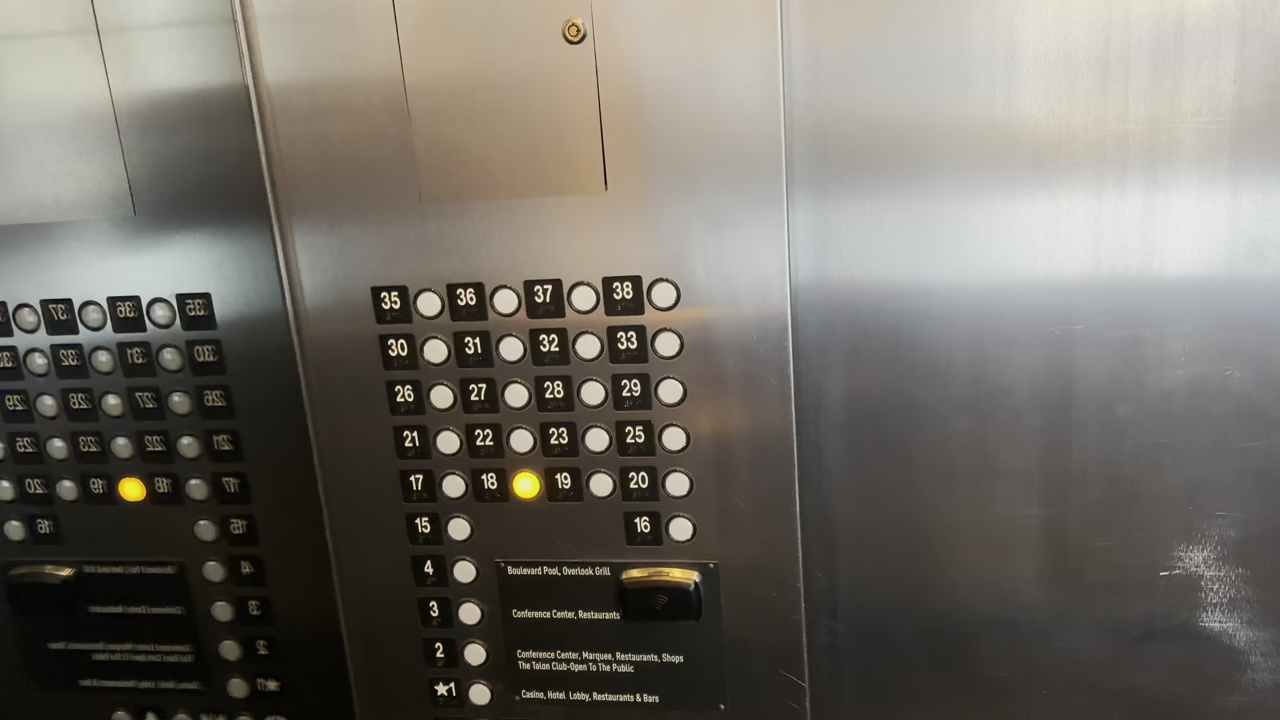 35 36 37 38
30 31 32 33
26 27 28 29
21 22 23 25
17 18 19 20
15 16
4 Boulevard Pool, Overlook Grill
3 Conference Center, Restaurants
2 Conference Center, Marquee, Restaurants, Shops
The Talon Club-Open To The Public
★1 Casino, Hotel Lobby, Restaurants & Bars